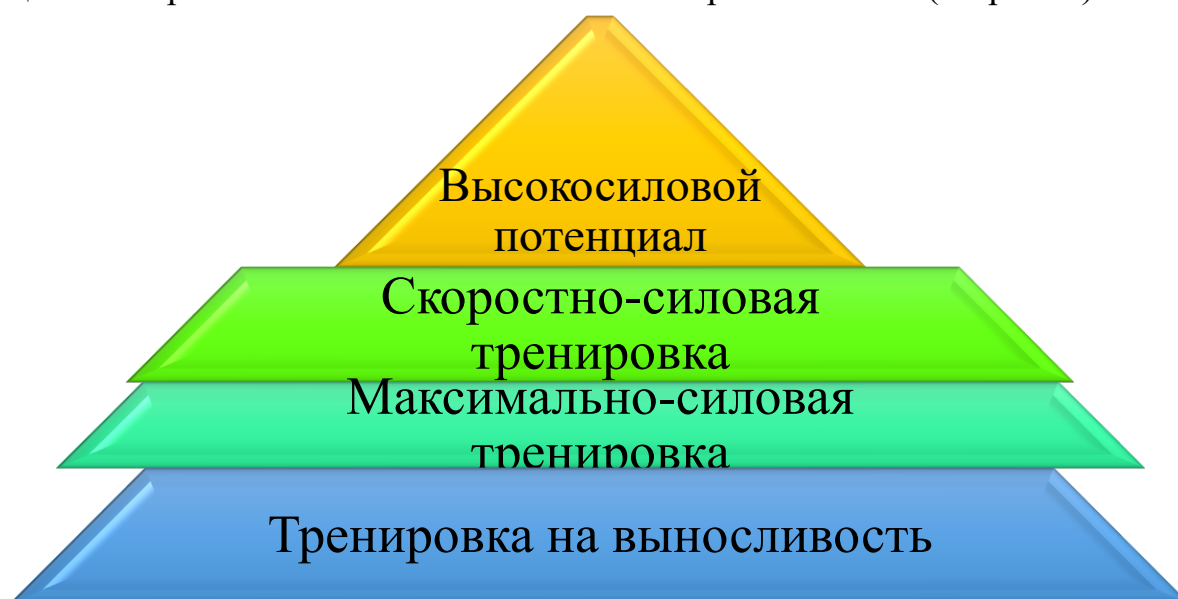 Высокосиловой
потенциал
Скоростно-силовая
тренировка
Максимально-силовая
тренировка
Тренировка на выносливость